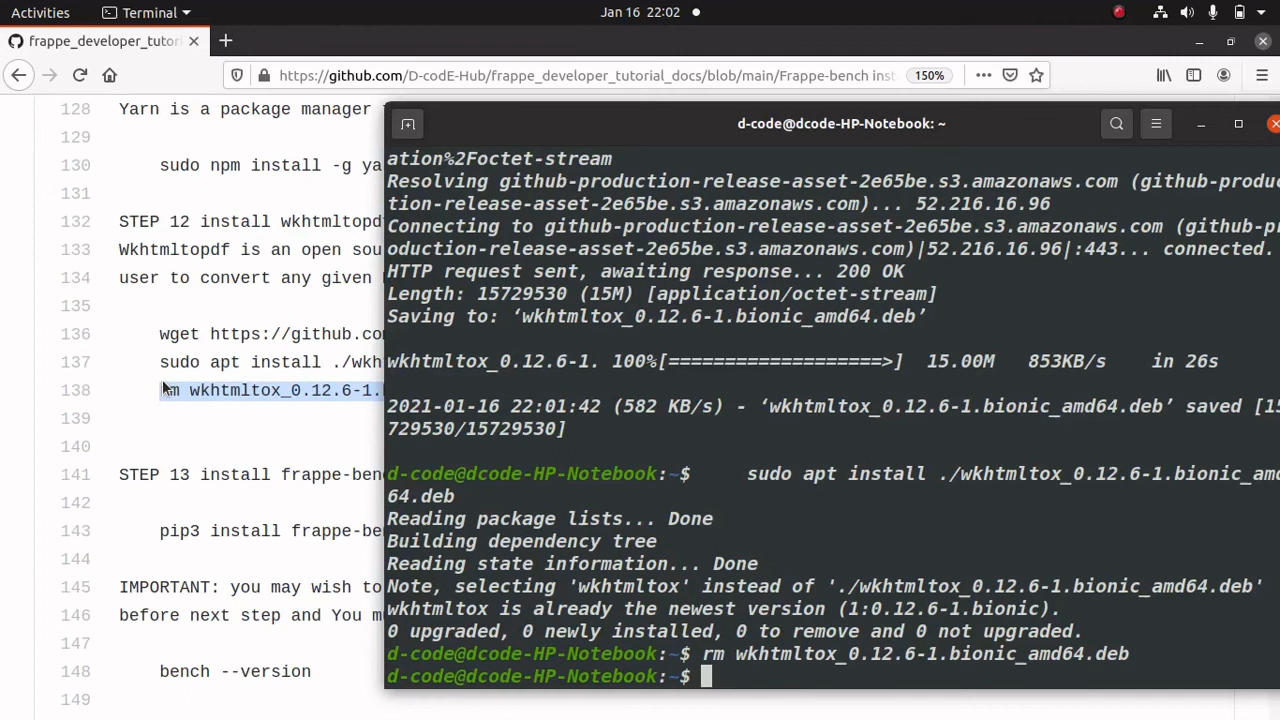 Activities Terminal Jan 16 22:02
frappe_developer_tutori
https://github.com/D-codE-Hub/frappe_developer_tutorial_docs/blob/main/Frappe-bench inst 150%
128 Yarn is a package manager
129
130 sudo npm install -g ya
131
132 STEP 12 install wkhtmltopd
133 Wkhtmltopdf is an open sou
134 user to convert any given
135
136 wget https://github.co
137 sudo apt install ./wkh
138 rm wkhtmltox_0.12.6-1.
139
140
141 STEP 13 install frappe-ben
142
143 pip3 install frappe-be
144
145 IMPORTANT: you may wish to
146 before next step and You m
147
148 bench --version
149
d-code@dcode-HP-Notebook: ~
ation%2Foctet-stream
Resolving github-production-release-asset-2e65be.s3.amazonaws.com (github-produc
tion-release-asset-2e65be.s3.amazonaws.com)... 52.216.16.96
Connecting to github-production-release-asset-2e65be.s3.amazonaws.com (github-pr
oduction-release-asset-2e65be.s3.amazonaws.com)|52.216.16.96|:443... connected.
HTTP request sent, awaiting response... 200 OK
Length: 15729530 (15M) [application/octet-stream]
Saving to: ‘wkhtmltox_0.12.6-1.bionic_amd64.deb’
wkhtmltox_0.12.6-1. 100%[===================>] 15.00M 853KB/s in 26s
2021-01-16 22:01:42 (582 KB/s) - ‘wkhtmltox_0.12.6-1.bionic_amd64.deb’ saved [15
729530/15729530]
d-code@dcode-HP-Notebook:~$ sudo apt install ./wkhtmltox_0.12.6-1.bionic_amd
64.deb
Reading package lists... Done
Building dependency tree
Reading state information... Done
Note, selecting 'wkhtmltox' instead of './wkhtmltox_0.12.6-1.bionic_amd64.deb'
wkhtmltox is already the newest version (1:0.12.6-1.bionic).
0 upgraded, 0 newly installed, 0 to remove and 0 not upgraded.
d-code@dcode-HP-Notebook:~$ rm wkhtmltox_0.12.6-1.bionic_amd64.deb
d-code@dcode-HP-Notebook:~$